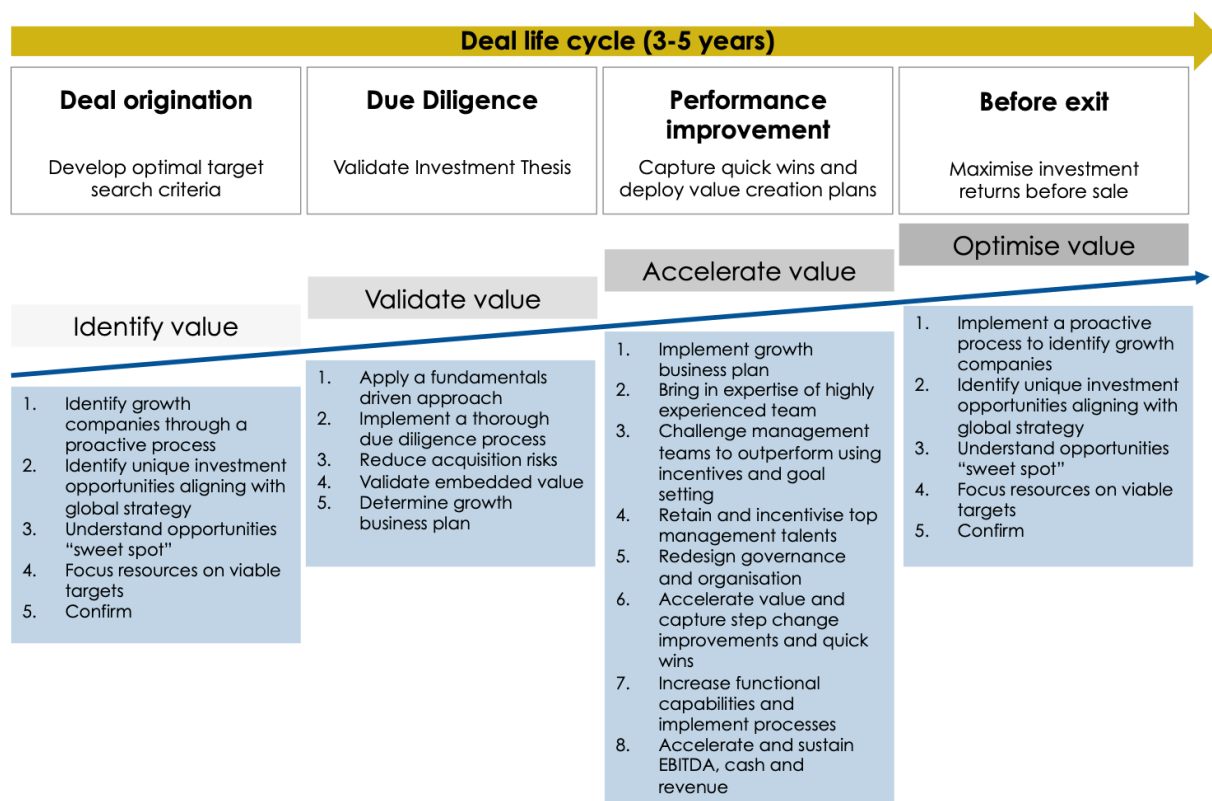 Deal life cycle (3-5 years)
Deal origination
Develop optimal target
search criteria
Due Diligence
Validate Investment Thesis
Performance
improvement
Capture quick wins and
deploy value creation plans
Before exit
Maximise investment
returns before sale
Identify value
Validate value
Accelerate value
Optimise value
1. Identify growth
companies through a
proactive process
2. Identify unique investment
opportunities aligning with
global strategy
3. Understand opportunities
“sweet spot”
4. Focus resources on viable
targets
5. Confirm
1. Apply a fundamentals
driven approach
2. Implement a thorough
due diligence process
3. Reduce acquisition risks
4. Validate embedded value
5. Determine growth
business plan
1. Implement growth
business plan
2. Bring in expertise of highly
experienced team
3. Challenge management
teams to outperform using
incentives and goal
setting
4. Retain and incentivise top
management talents
5. Redesign governance
and organisation
6. Accelerate value and
capture step change
improvements and quick
wins
7. Increase functional
capabilities and
implement processes
8. Accelerate and sustain
EBITDA, cash and
revenue
1. Implement a proactive
process to identify growth
companies
2. Identify unique investment
opportunities aligning with
global strategy
3. Understand opportunities
“sweet spot”
4. Focus resources on viable
targets
5. Confirm